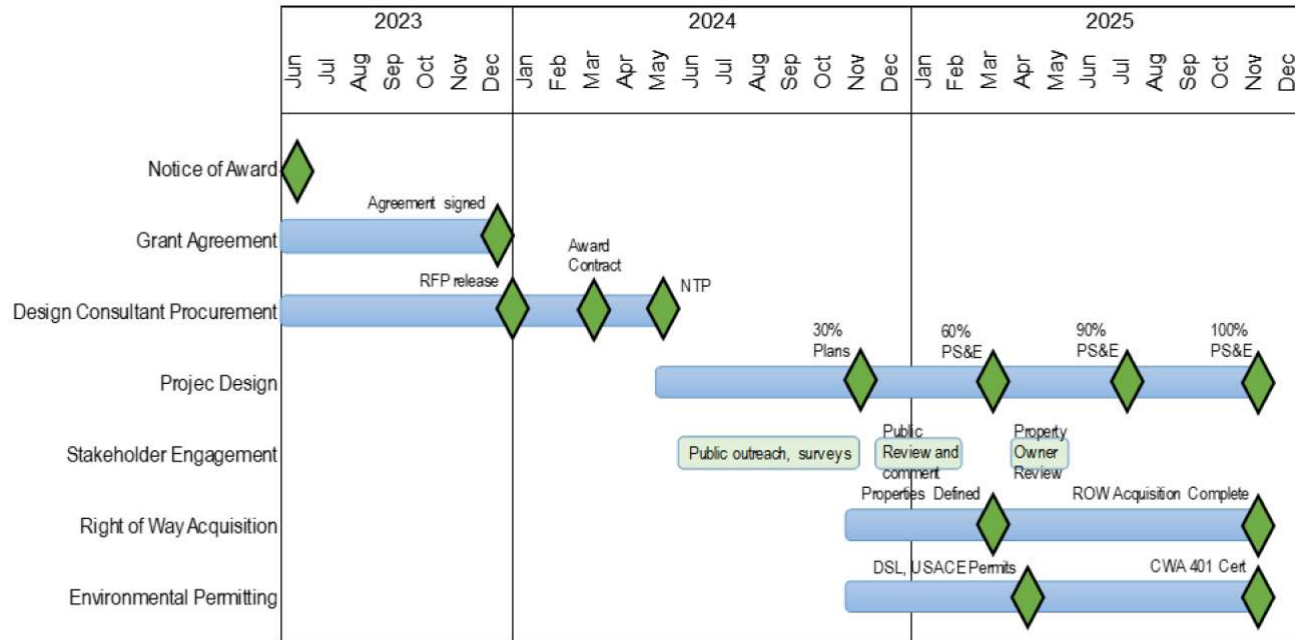 2023 2024 2025
Jun Jul Aug Sep Oct Nov Dec Jan Feb Mar Apr May Jun Jul Aug Sep Oct Nov Dec Jan Feb Mar Apr May Jun Jul Aug Sep Oct Nov Dec
Notice of Award
Agreement signed
Grant Agreement
Award
Contract
RFP release
NTP
Design Consultant Procurement
30%
Plans
60%
PS&E
90%
PS&E
100%
PS&E
Projec Design
Stakeholder Engagement
Public outreach, surveys
Public
Review and
comment
Property
Owner
Review
Properties Defined
ROW Acquisition Complete
Right of Way Acquisition
DSL, USACE Permits
CWA 401 Cert
Environmental Permitting